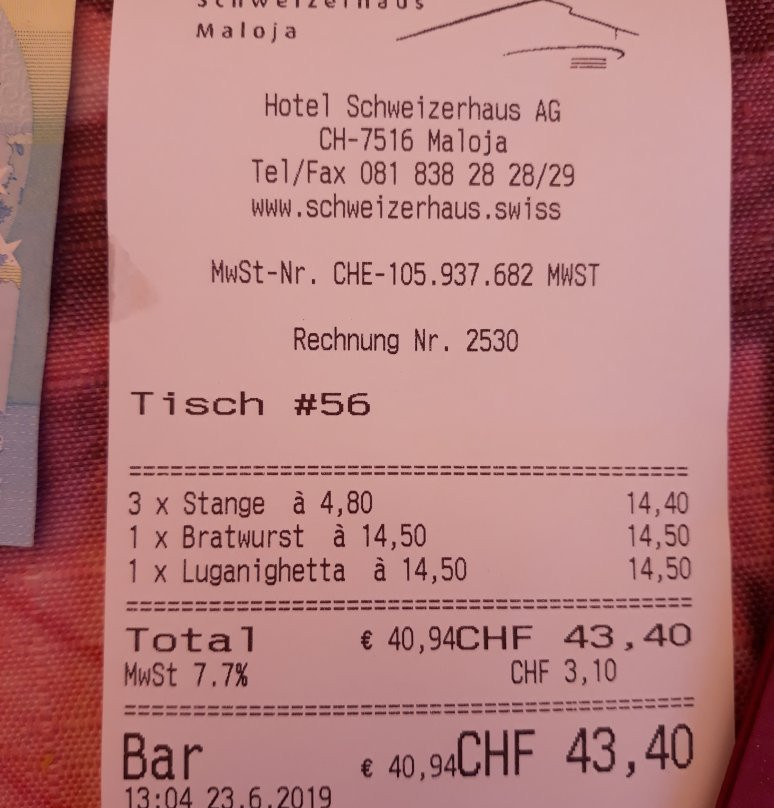 Schweizerhaus
Maloja
Hotel Schweizerhaus AG
CH-7516 Maloja
Tel/Fax 081 838 28 28/29
www.schweizerhaus.swiss
MwSt-Nr. CHE-105.937.682 MWST
Rechnung Nr. 2530
Tisch #56
===========================================
3 x Stange à 4,80 14,40
1 x Bratwurst à 14,50 14,50
1 x Luganighetta à 14,50 14,50
===========================================
Total € 40,94CHF 43,40
MwSt 7.7% CHF 3,10
===========================================
Bar € 40,94CHF 43,40
13:04 23.6.2019